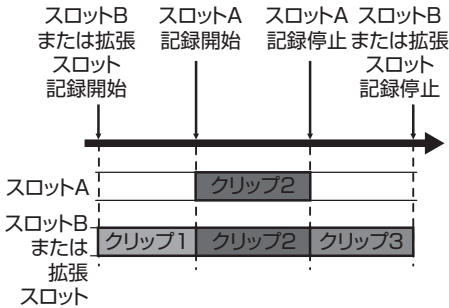 スロットB
または拡張
スロット
記録開始
スロットA
記録開始
スロットA
記録停止
スロットB
または拡張
スロット
記録停止
スロットA
クリップ2
スロットB
または
拡張
スロット
クリップ1
クリップ2
クリップ3